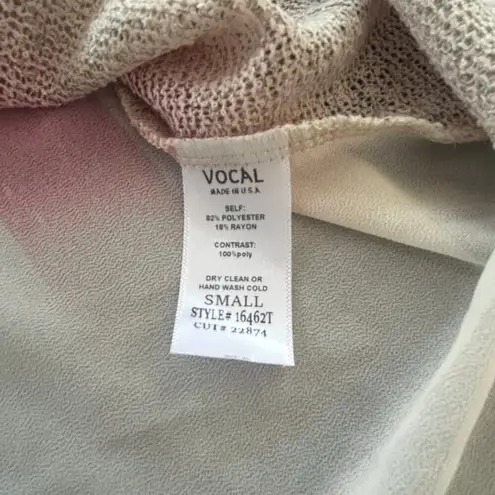 VOCAL
MADE IN U.S.A
SELF:
82% POLYESTER
18% RAYON
CONTRAST:
100%poly
DRY CLEAN OR
HAND WASH COLD
SMALL
STYLE# 16462T
CUT# 22874